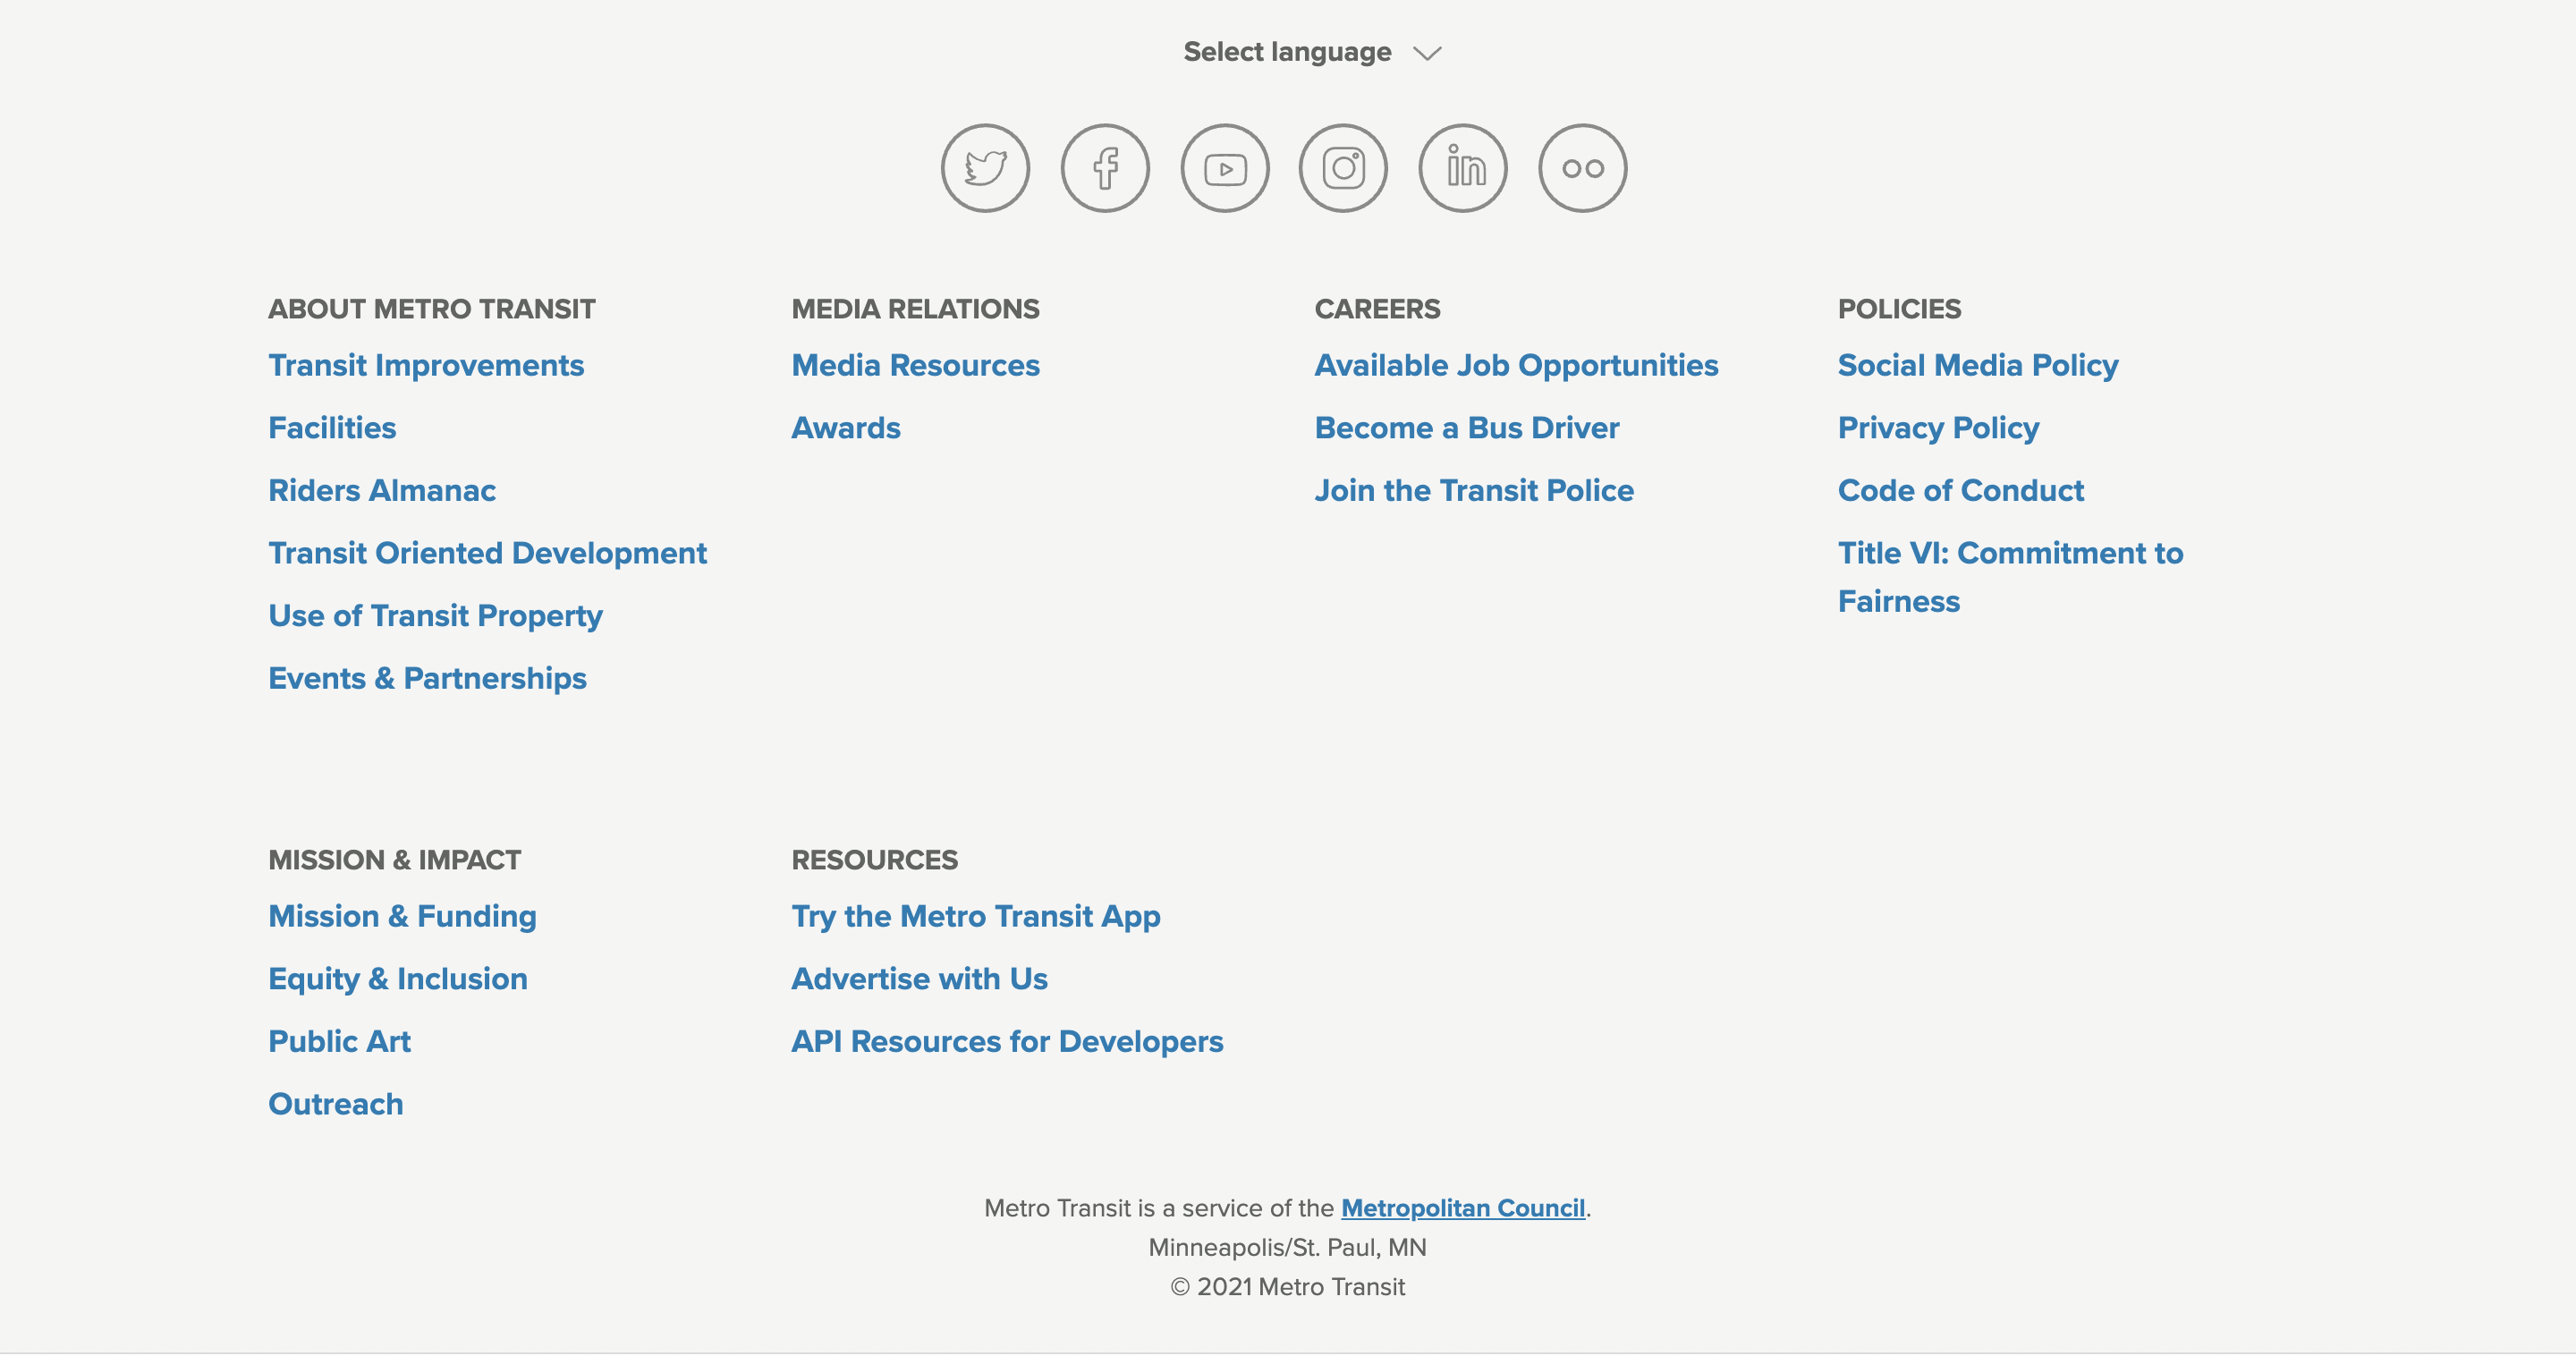 Select language
ABOUT METRO TRANSIT
Transit Improvements
Facilities
Riders Almanac
Transit Oriented Development
Use of Transit Property
Events & Partnerships
MEDIA RELATIONS
Media Resources
Awards
CAREERS
Available Job Opportunities
Become a Bus Driver
Join the Transit Police
POLICIES
Social Media Policy
Privacy Policy
Code of Conduct
Title VI: Commitment to
Fairness
MISSION & IMPACT
Mission & Funding
Equity & Inclusion
Public Art
Outreach
RESOURCES
Try the Metro Transit App
Advertise with Us
API Resources for Developers
Metro Transit is a service of the Metropolitan Council.
Minneapolis/St. Paul, MN
© 2021 Metro Transit